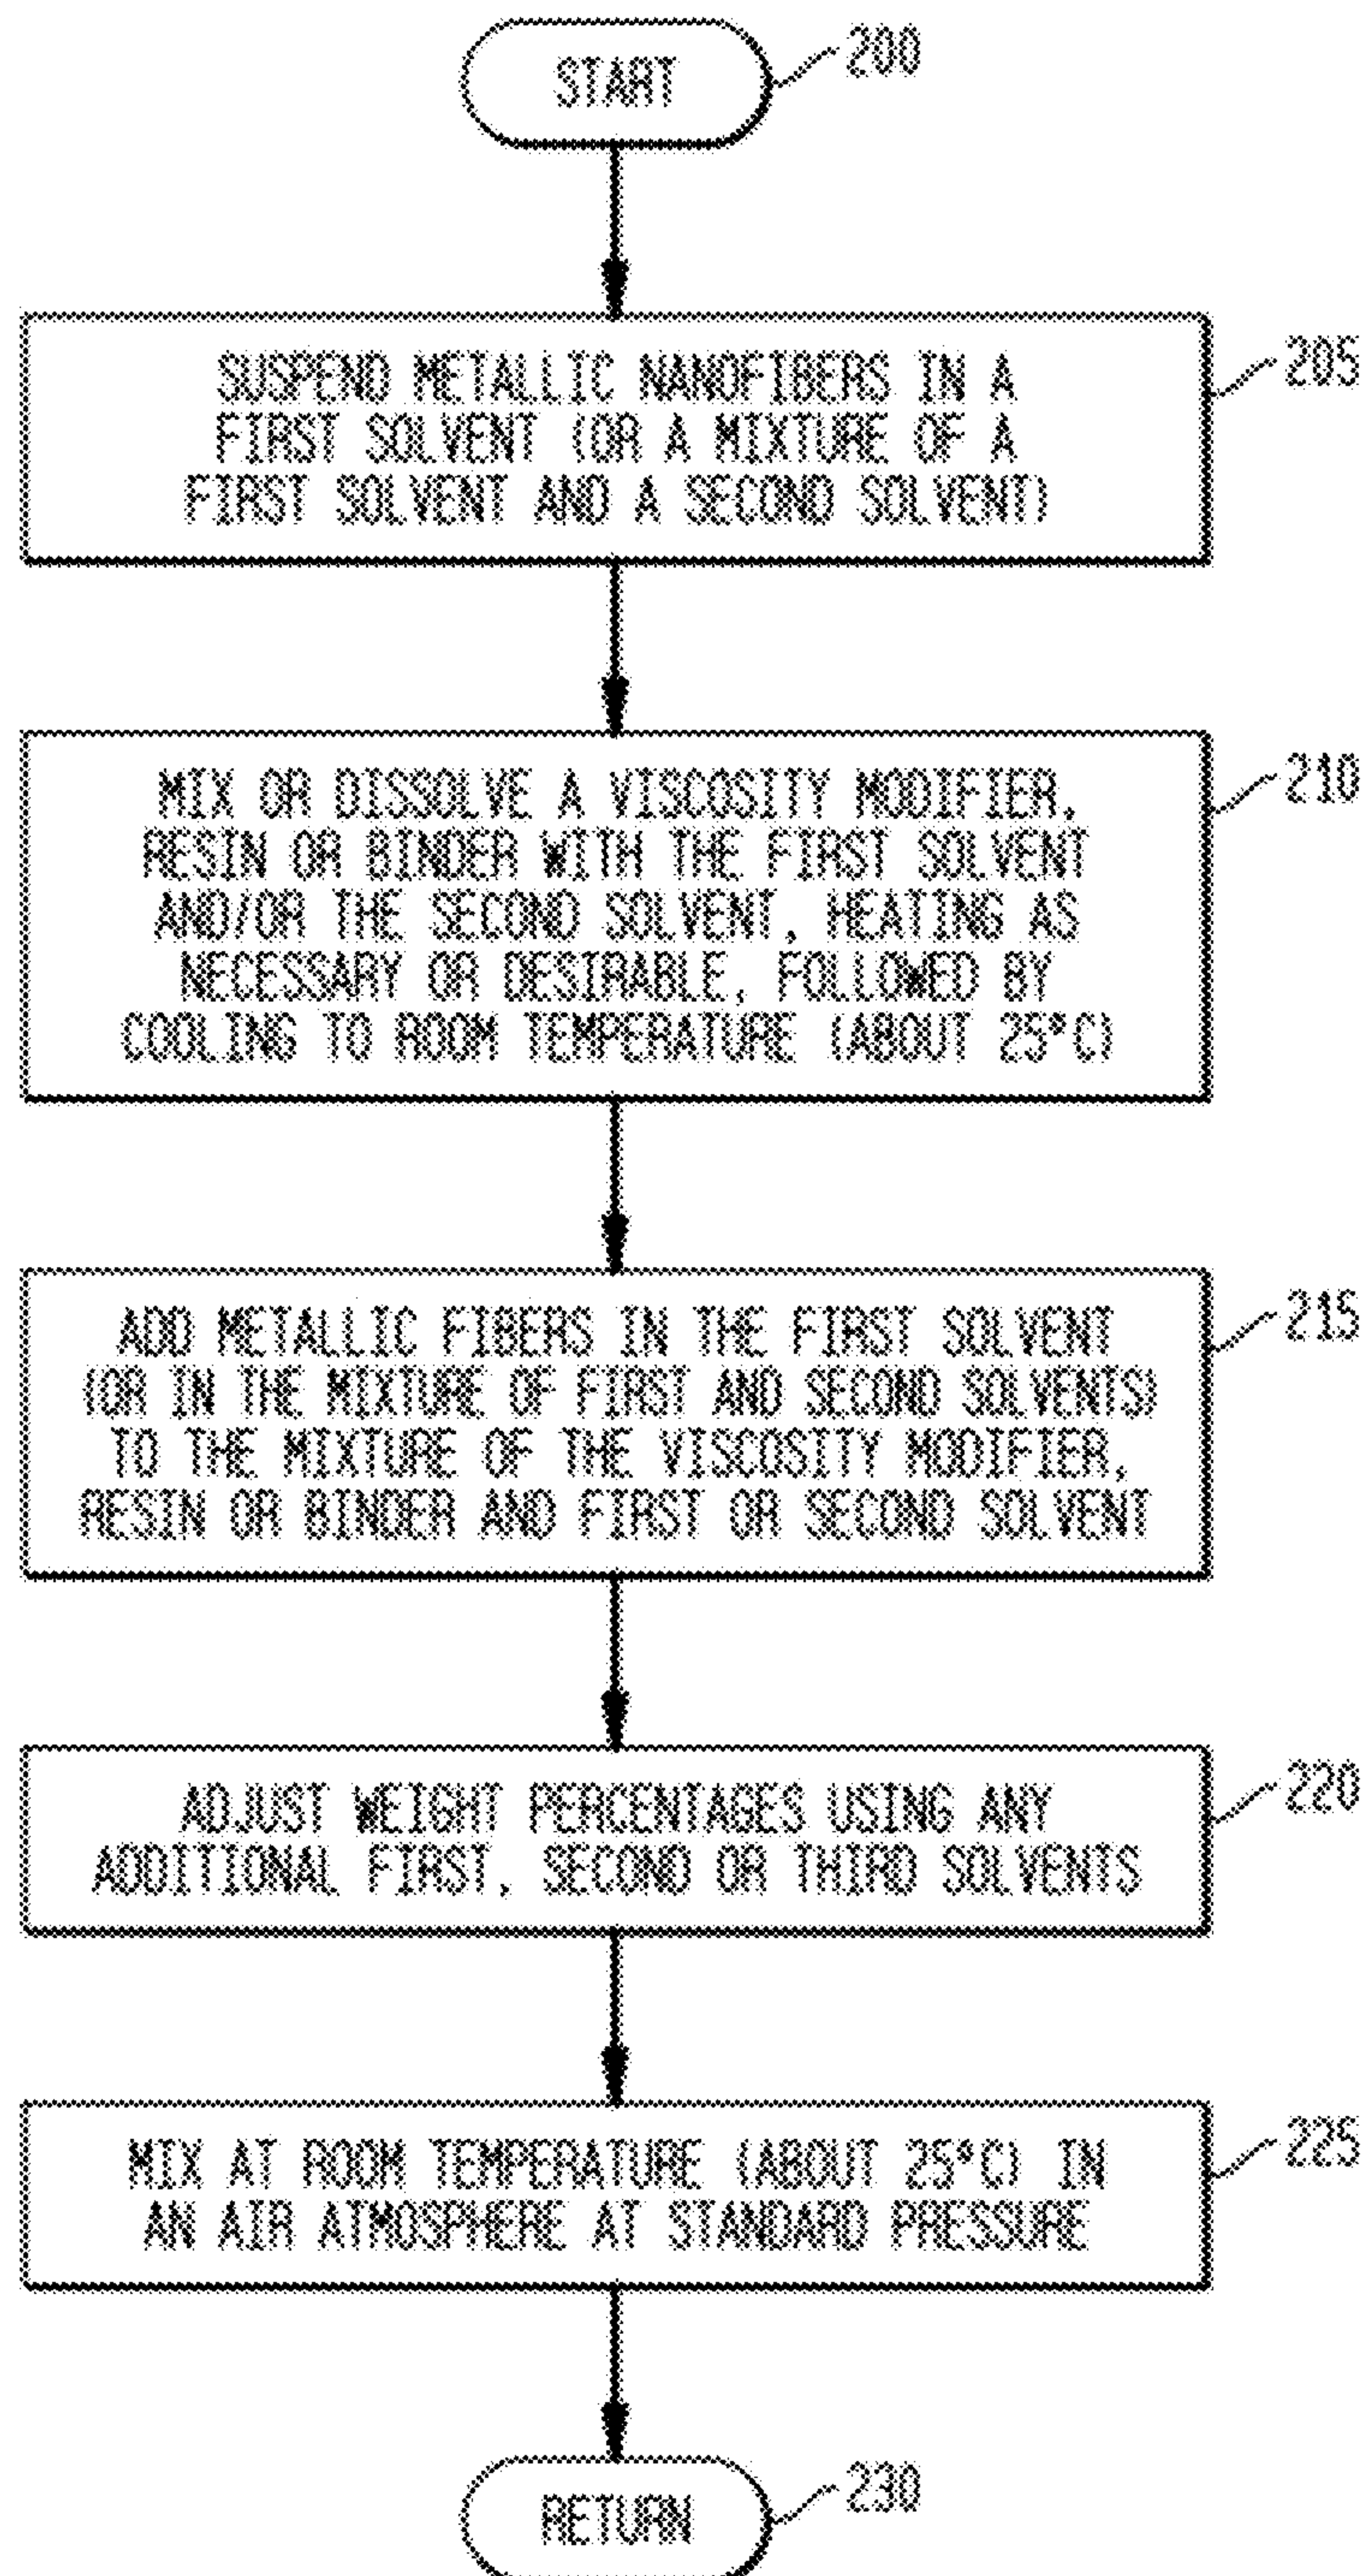 START
200
SUSPEND METALLIC NANOFIBERS IN A
FIRST SOLVENT (OR A MIXTURE OF A
FIRST SOLVENT AND A SECOND SOLVENT)
205
MIX OR DISSOLVE A VISCOSITY MODIFIER,
RESIN OR BINDER WITH THE FIRST SOLVENT
AND/OR THE SECOND SOLVENT, HEATING AS
NECESSARY OR DESIRABLE, FOLLOWED BY
COOLING TO ROOM TEMPERATURE (ABOUT 25°C)
210
ADD METALLIC FIBERS IN THE FIRST SOLVENT
(OR IN THE MIXTURE OF FIRST AND SECOND SOLVENTS)
TO THE MIXTURE OF THE VISCOSITY MODIFIER,
RESIN OR BINDER AND FIRST OR SECOND SOLVENT
215
ADJUST WEIGHT PERCENTAGES USING ANY
ADDITIONAL FIRST, SECOND OR THIRD SOLVENTS
220
MIX AT ROOM TEMPERATURE (ABOUT 25°C) IN
AN AIR ATMOSPHERE AT STANDARD PRESSURE
225
RETURN
230